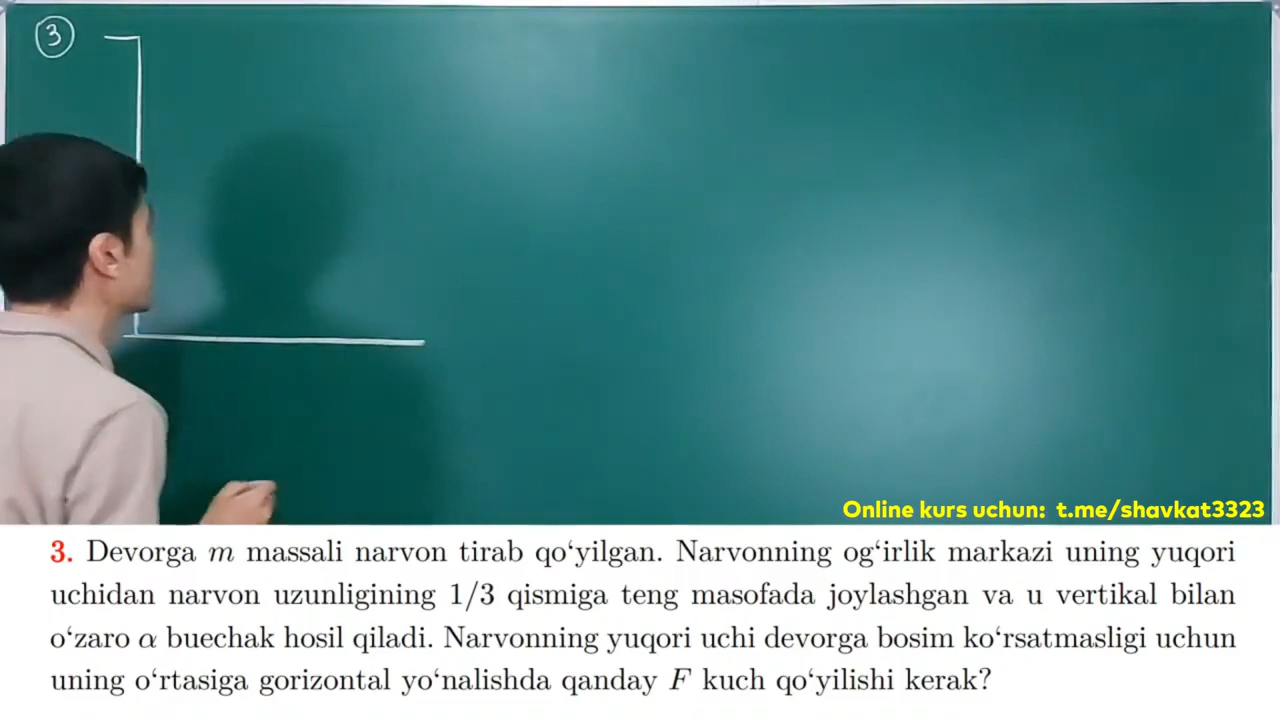 3
Online kurs uchun: t.me/shavkat3323
3. Devorga m massali narvon tirab qo‘yilgan. Narvonning og‘irlik markazi uning yuqori
uchidan narvon uzunligining 1/3 qismiga teng masofada joylashgan va u vertikal bilan
o‘zaro α buechak hosil qiladi. Narvonning yuqori uchi devorga bosim ko‘rsatmasligi uchun
uning o‘rtasiga gorizontal yo‘nalishda qanday F kuch qo‘yilishi kerak?